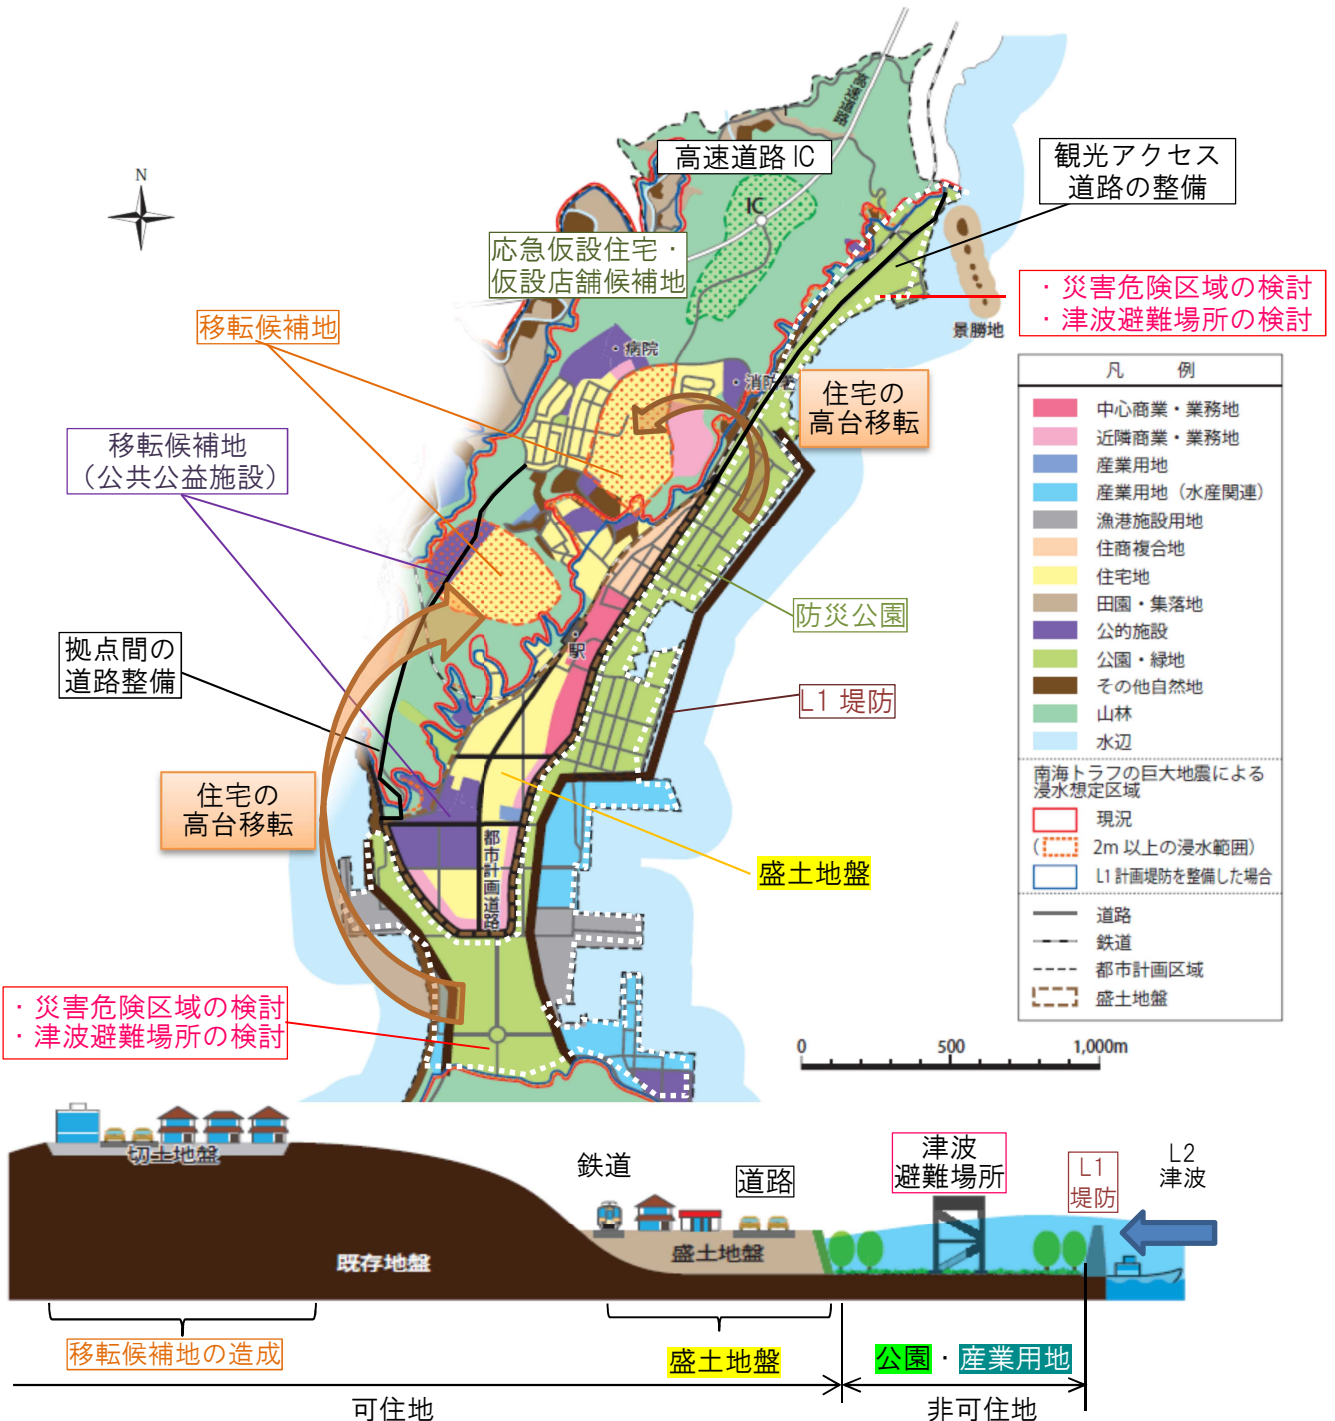 高速道路
N
高速道路 IC
観光アクセス
道路の整備
IC
応急仮設住宅・
仮設店舗候補地
・災害危険区域の検討
・津波避難場所の検討
景勝地
移転候補地
・病院
・消防署
住宅の
高台移転
移転候補地
（公共公益施設）
防災公園
拠点間の
道路整備
・駅
L1 堤防
住宅の
高台移転
都市計画道路
盛土地盤
・災害危険区域の検討
・津波避難場所の検討
凡 例
中心商業・業務地
近隣商業・業務地
産業用地
産業用地（水産関連）
漁港施設用地
住商複合地
住宅地
田園・集落地
公的施設
公園・緑地
その他自然地
山林
水辺
南海トラフの巨大地震による
浸水想定区域
現況
（ 2m 以上の浸水範囲）
L1 計画堤防を整備した場合
道路
鉄道
都市計画区域
盛土地盤
0 500 1,000m
切土地盤
鉄道
道路
津波
避難場所
L1
堤防
L2
津波
盛土地盤
既存地盤
移転候補地の造成
盛土地盤
公園・産業用地
可住地
非可住地